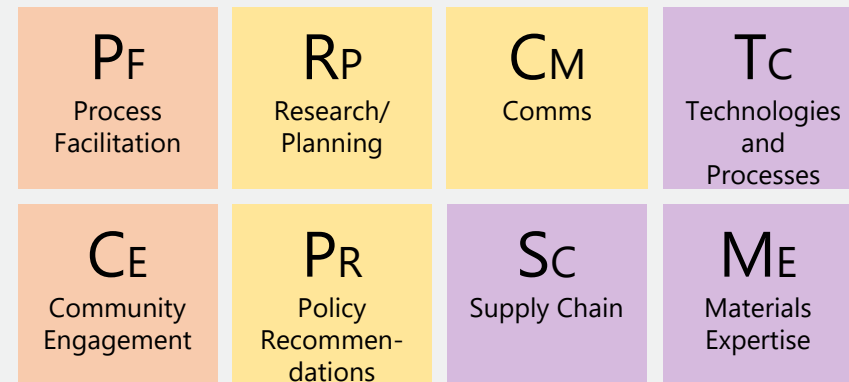 PF
Process
Facilitation
RP
Research/
Planning
CM
Comms
TC
Technologies
and
Processes
CE
Community
Engagement
PR
Policy
Recommen-
dations
SC
Supply Chain
ME
Materials
Expertise